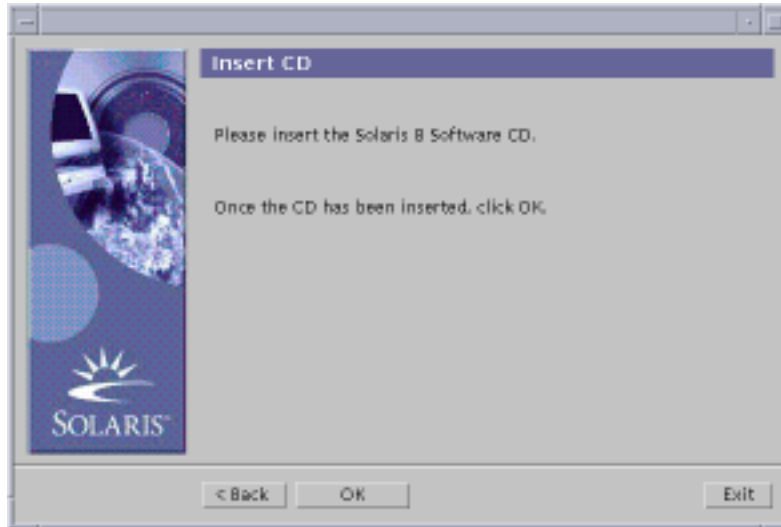 Insert CD
Please insert the Solaris 8 Software CD.
Once the CD has been inserted, click OK.
SOLARIS™
< Back
OK
Exit